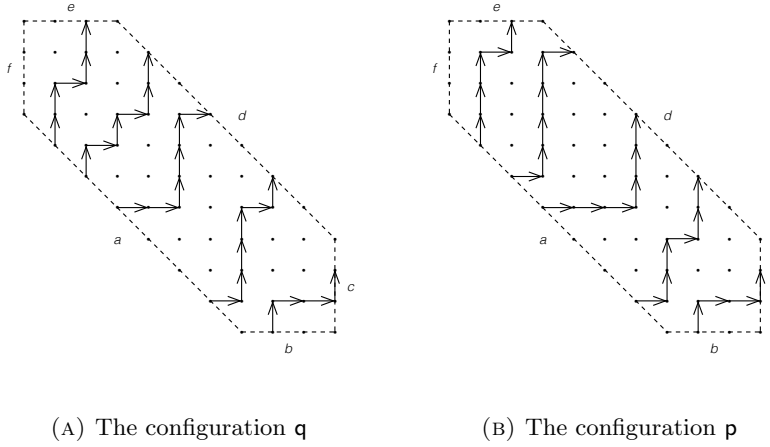 e
e
f
f
d
d
a
a
c
c
b
b
(A) The configuration q
(B) The configuration p